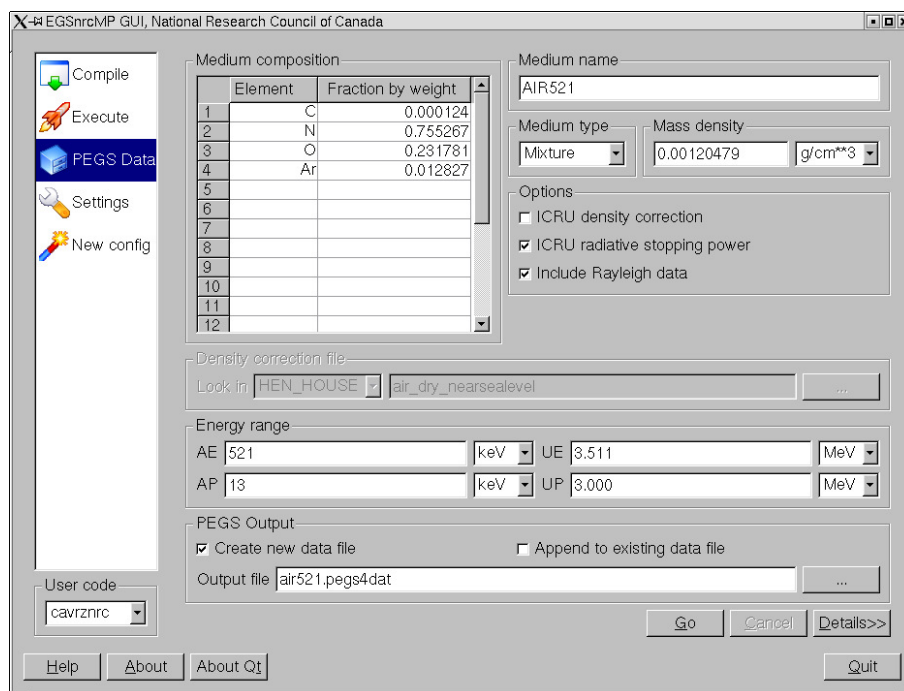 EGSnrcMP GUI, National Research Council of Canada
Compile
Execute
PEGS Data
Settings
New config
User code
cavrznrc
Medium composition
Element Fraction by weight
1 C 0.000124
2 N 0.755267
3 O 0.231781
4 Ar 0.012827
5
6
7
8
9
10
11
12
Medium name
AIR521
Medium type Mass density
Mixture 0.00120479 g/cm**3
Options
ICRU density correction
ICRU radiative stopping power
Include Rayleigh data
Density correction file
Look in HEN_HOUSE air_dry_nearsealevel ...
Energy range
AE 521 keV UE 3.511 MeV
AP 13 keV UP 3.000 MeV
PEGS Output
Create new data file Append to existing data file
Output file air521.pegs4dat ...
Go Cancel Details>>
Help About About Qt Quit